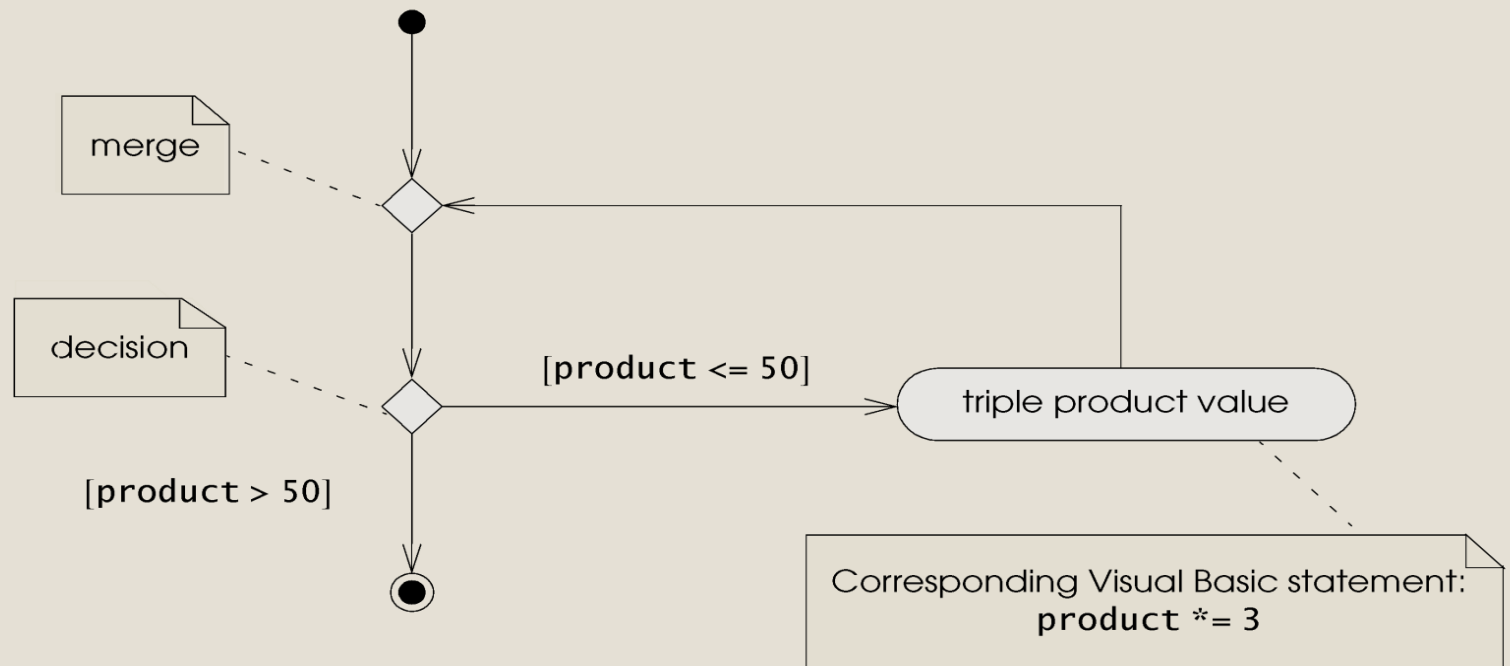 merge
decision
[product <= 50]
triple product value
[product > 50]
Corresponding Visual Basic statement:
product *= 3